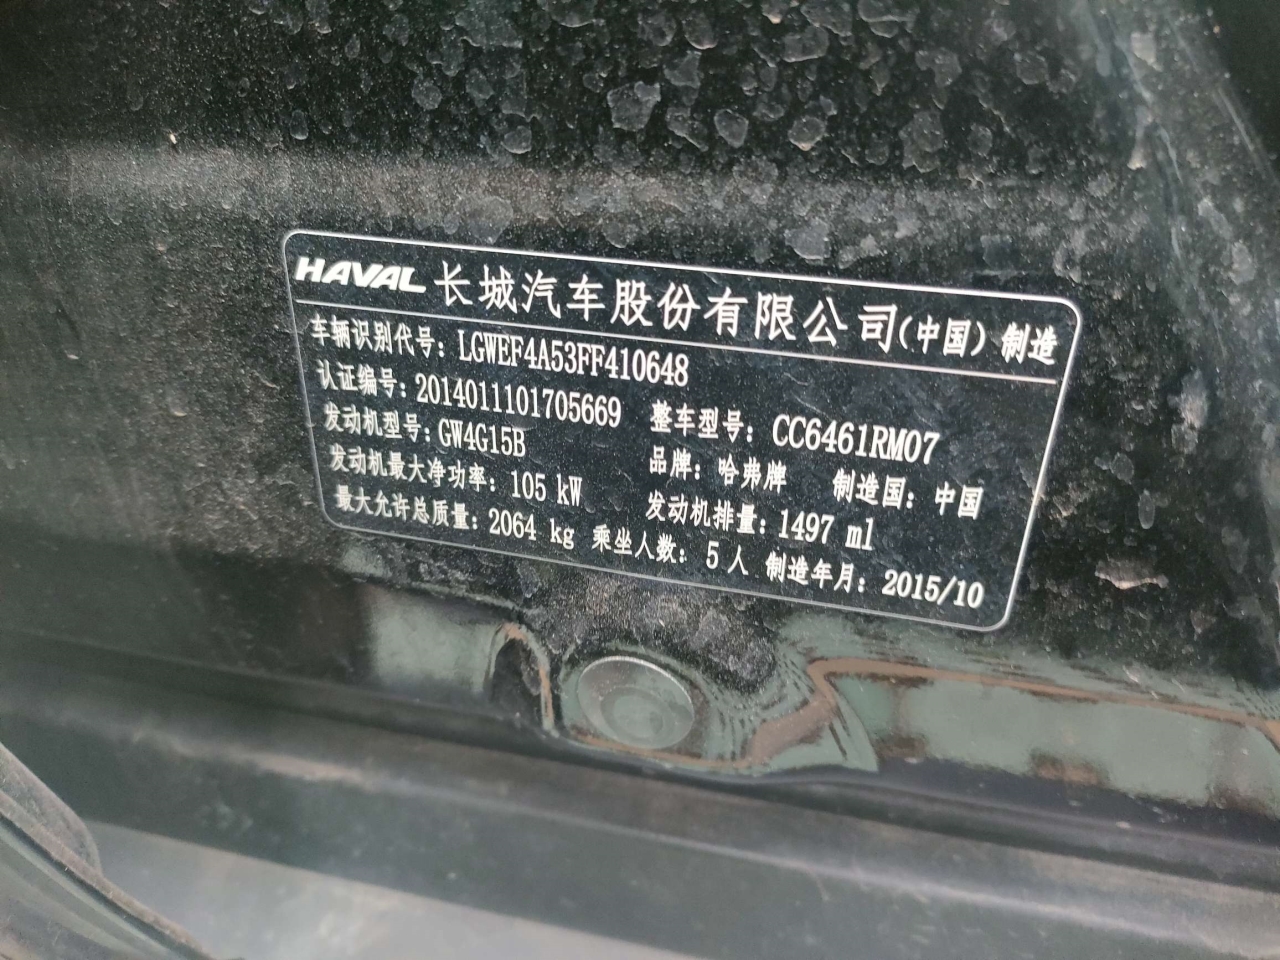 HAVAL 长城汽车股份有限公司(中国)制造
车辆识别代号：LGWEF4A53FF410648
认证编号：2014011101705669 整车型号：CC6461RM07
发动机型号：GW4G15B 品牌：哈弗牌 制造国：中国
发动机最大净功率：105 kW 发动机排量：1497 ml
最大允许总质量：2064 kg 乘坐人数：5人 制造年月：2015/10